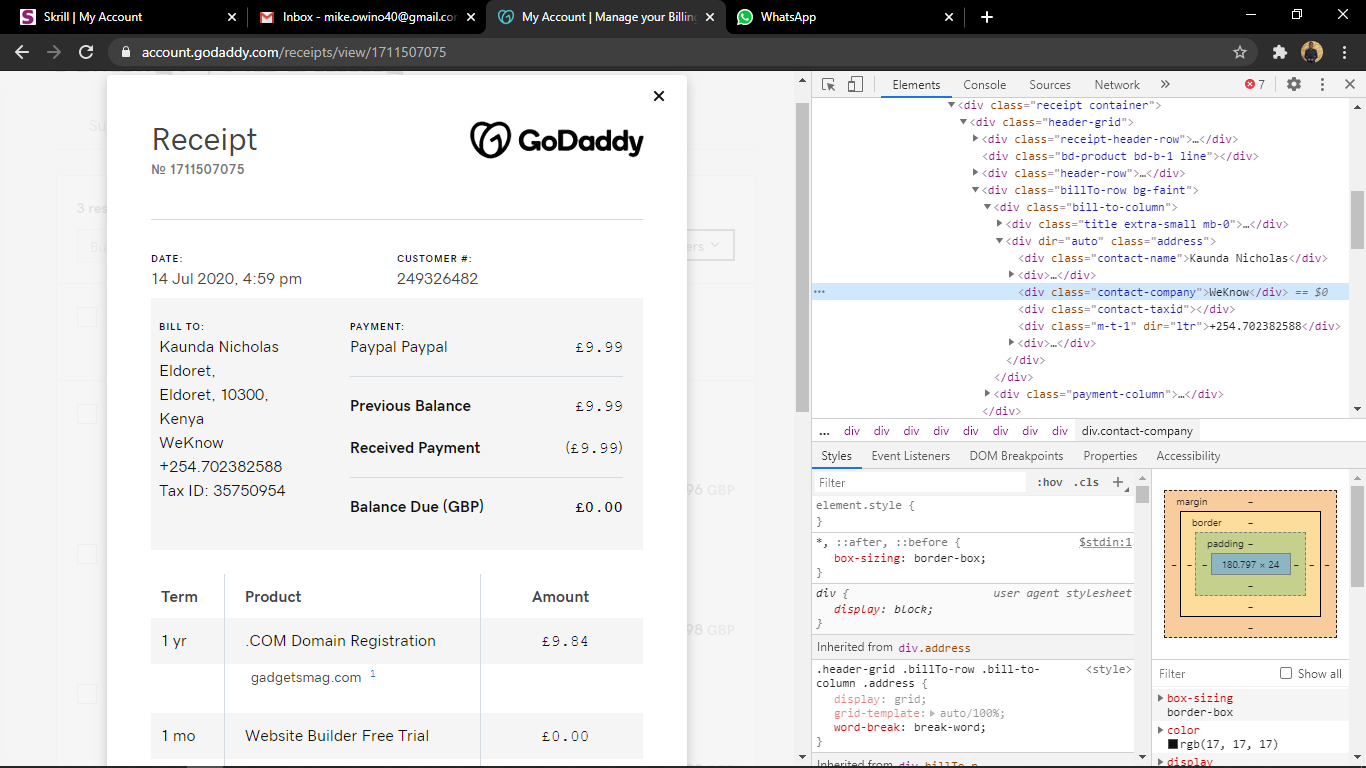 Skrill | My Account
Inbox - mike.owino40@gmail.co
My Account | Manage your Billing
WhatsApp
account.godaddy.com/receipts/view/1711507075
Receipt
GoDaddy
№ 1711507075
DATE:
CUSTOMER #:
14 Jul 2020, 4:59 pm
249326482
BILL TO:
Kaunda Nicholas
Eldoret,
Eldoret, 10300,
Kenya
WeKnow
+254.702382588
Tax ID: 35750954
PAYMENT:
Paypal Paypal £9.99
Previous Balance £9.99
Received Payment (£9.99)
Balance Due (GBP) £0.00
Term Product Amount
1 yr .COM Domain Registration £9.84
gadgetsmag.com 1
1 mo Website Builder Free Trial £0.00
3 res
Su
Bu
ers
96 GBP
98 GBP
Elements Console Sources Network » 7
▼<div class="receipt container">
▼<div class="header-grid">
▶<div class="receipt-header-row">…</div>
<div class="bd-product bd-b-1 line"></div>
▶<div class="header-row">…</div>
▼<div class="billTo-row bg-faint">
▼<div class="bill-to-column">
▶<div class="title extra-small mb-0">…</div>
▼<div dir="auto" class="address">
<div class="contact-name">Kaunda Nicholas</div>
▶<div>…</div>
… <div class="contact-company">WeKnow</div> == $0
<div class="contact-taxid"></div>
<div class="m-t-1" dir="ltr">+254.702382588</div>
▶<div>…</div>
</div>
</div>
▶<div class="payment-column">…</div>
</div>
… div div div div div div div div div.contact-company
Styles Event Listeners DOM Breakpoints Properties Accessibility
Filter :hov .cls +
element.style {
}
*, ::after, ::before { $stdin:1
box-sizing: border-box;
}
div { user agent stylesheet
display: block;
}
Inherited from div.address
.header-grid .billTo-row .bill-to- <style>
column .address {
display: grid;
grid-template: ▶ auto/100%;
word-break: break-word;
}
margin –
border –
padding –
– – – 180.797 × 24 – – –
–
–
–
Filter Show all
▶ box-sizing
border-box
▶ color
rgb(17, 17, 17)
▶ display